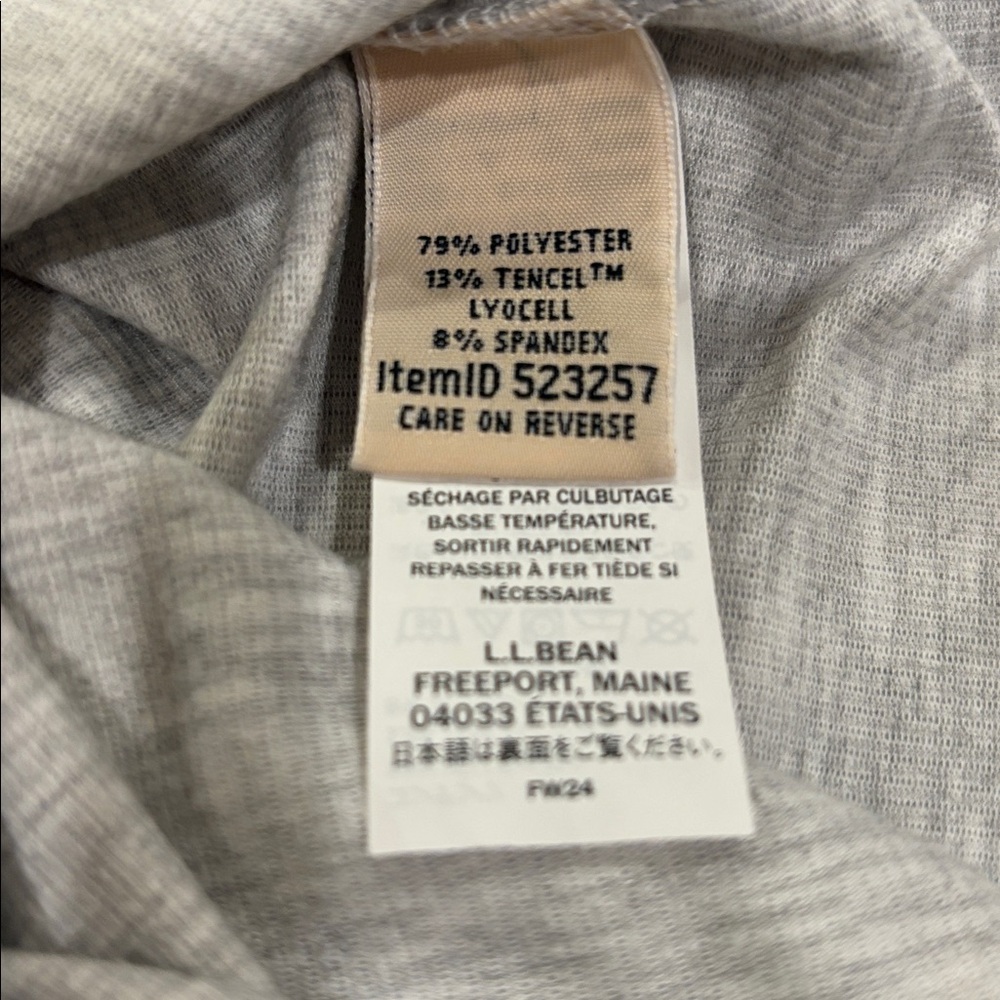 79% POLYESTER
13% TENCEL™
LYOCELL
8% SPANDEX
ItemID 523257
CARE ON REVERSE
SÉCHAGE PAR CULBUTAGE
BASSE TEMPÉRATURE,
SORTIR RAPIDEMENT
REPASSER À FER TIÈDE SI
NÉCESSAIRE
L.L.BEAN
FREEPORT, MAINE
04033 ÉTATS-UNIS
日本語は裏面をご覧ください。
FW24